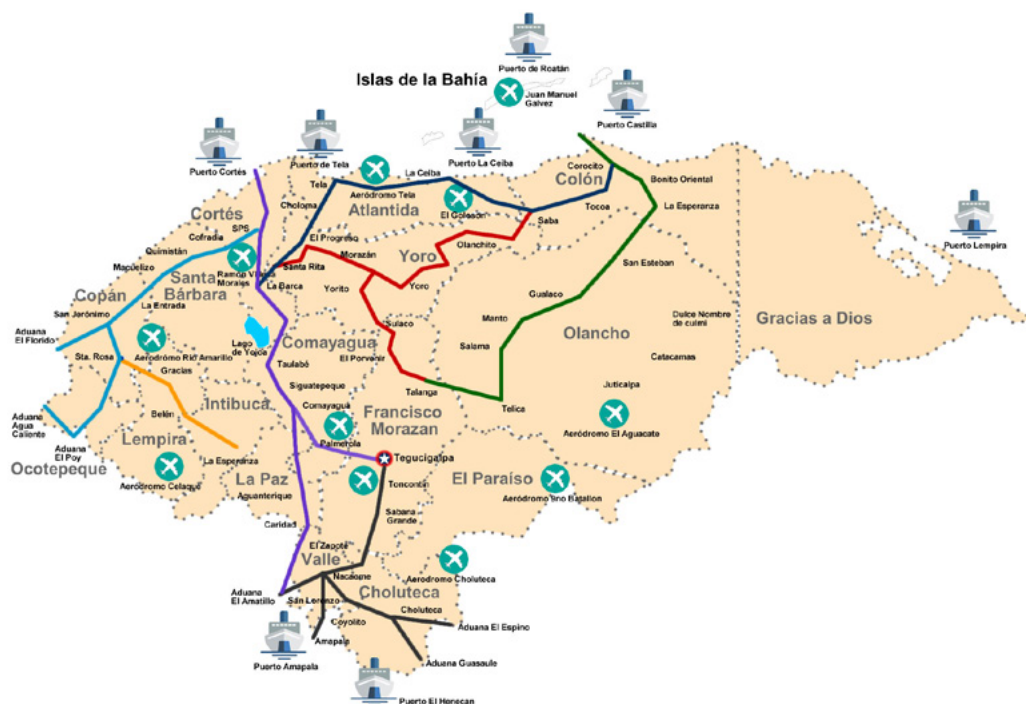 Puerto de Roatán
Islas de la Bahía
Juan Manuel
Galvez
Puerto Castilla
Puerto Cortés
Puerto de Tela
Puerto La Ceiba
Puerto Lempira
Corocito
Colón
Bonito Oriental
La Esperanza
Tela
La Ceiba
Aeródromo Tela
Atlantida
El Goloson
Saba
Tocoa
Choloma
Cortés
SPS
Cofradia
Quimistán
Macuelizo
El Progreso
Olanchito
Morazán
Yoro
Santa Rita
Yorito
Yoro
San Esteban
Santa
Bárbara
Ramón Villeda
Morales
La Barca
Copán
La Entrada
San Jerónimo
Gualaco
Manto
Olancho
Dulce Nombre
de culmi
Gracias a Dios
Aduana
El Florido
Sulaco
Comayagua
El Porvenir
Lago
de Yojoa
Salama
Catacamas
Sta. Rosa
Aeródromo Rió Amarillo
Gracias
Taulabé
Siguatepeque
Talanga
Telica
Juticalpa
Aeródromo El Aguacate
Intibuca
Comayagua
Francisco
Morazan
Palmerola
Belén
Lempira
Aduana
Agua
Caliente
Aduana
El Poy
Ocotepeque
La Esperanza
Aerodromo Celaque
Tegucigalpa
La Paz
Aguanterique
Toncontin
El Paraíso
Aeródromo 9no Batallon
Sabana
Grande
Caridad
El Zapote
Valle
Nacaome
Aerodromo Choluteca
Choluteca
Aduana
El Amatillo
San Lorenzo
Coyolito
Choluteca
Aduana El Espino
Amapala
Aduana Guasaule
Puerto Amapala
Puerto El Henecan